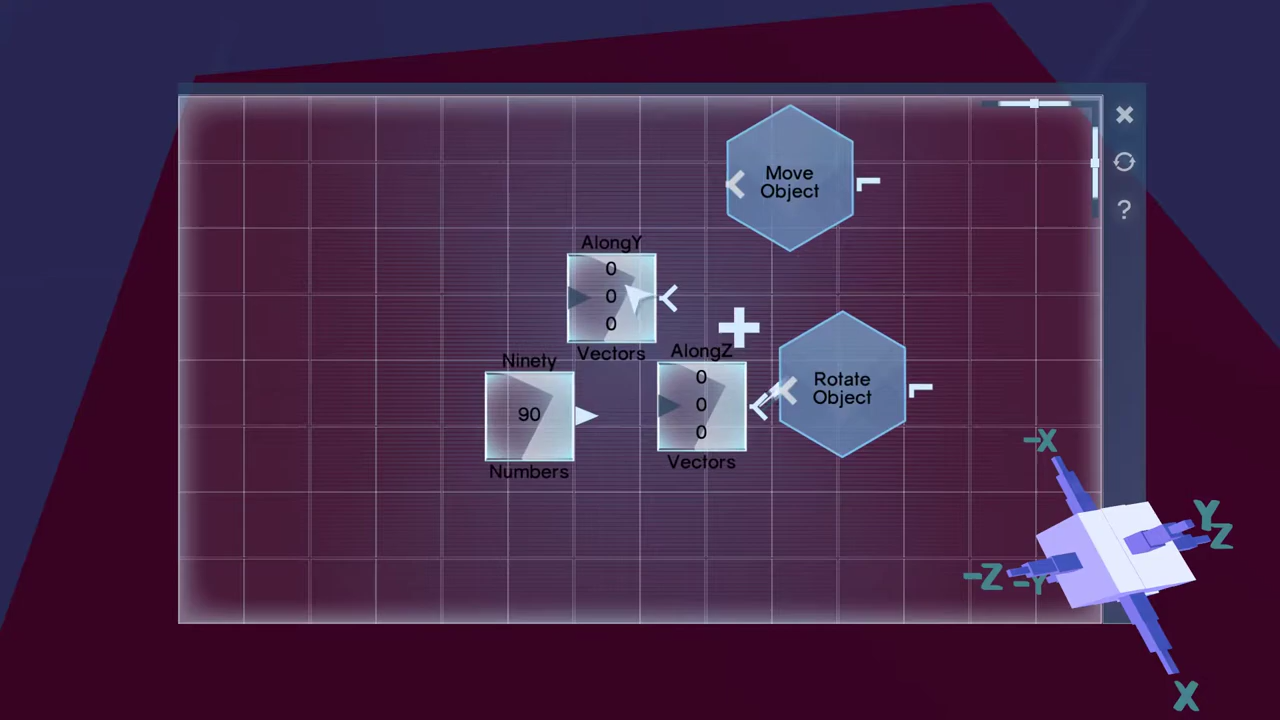 Move
Object
AlongY
0
0
0
Vectors
AlongZ
0
0
0
Vectors
Ninety
90
Numbers
Rotate
Object
?
-X
Y
Z
-Z
-Y
X